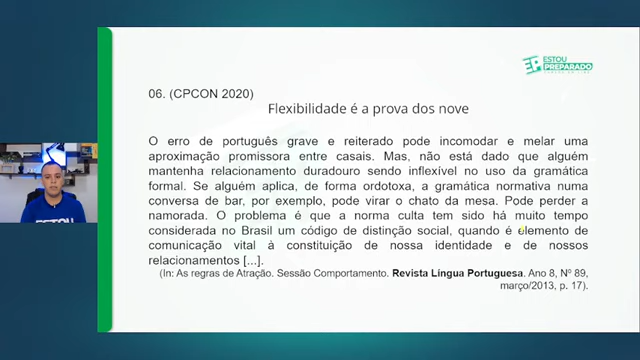 ESTOU
PREPARADO
06. (CPCON 2020)
Flexibilidade é a prova dos nove
O erro de português grave e reiterado pode incomodar e melar uma
aproximação promissora entre casais. Mas, não está dado que alguém
mantenha relacionamento duradouro sendo inflexível no uso da gramática
formal. Se alguém aplica, de forma ordotoxa, a gramática normativa numa
conversa de bar, por exemplo, pode virar o chato da mesa. Pode perder a
namorada. O problema é que a norma culta tem sido há muito tempo
considerada no Brasil um código de distinção social, quando é elemento de
comunicação vital à constituição de nossa identidade e de nossos
relacionamentos [...].
(In: As regras de Atração. Sessão Comportamento. Revista Língua Portuguesa. Ano 8, Nº 89,
março/2013, p. 17).
ESTOU